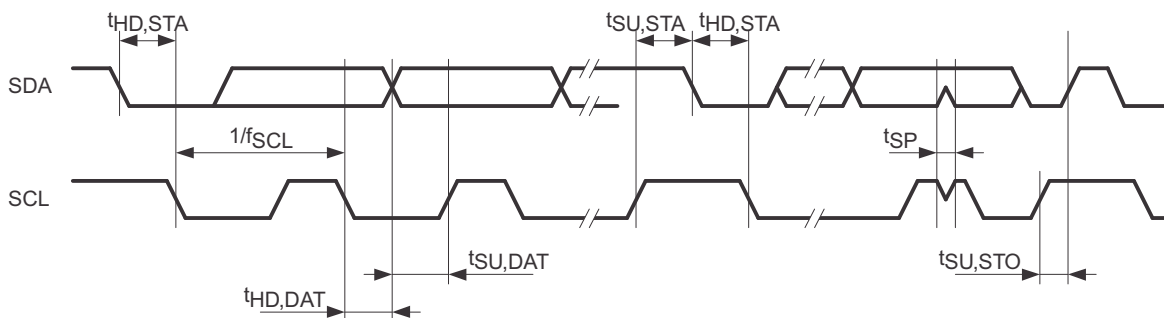 tHD,STA
tSU,STA
tHD,STA
SDA
1/fSCL
tSP
SCL
tSU,DAT
tSU,STO
tHD,DAT